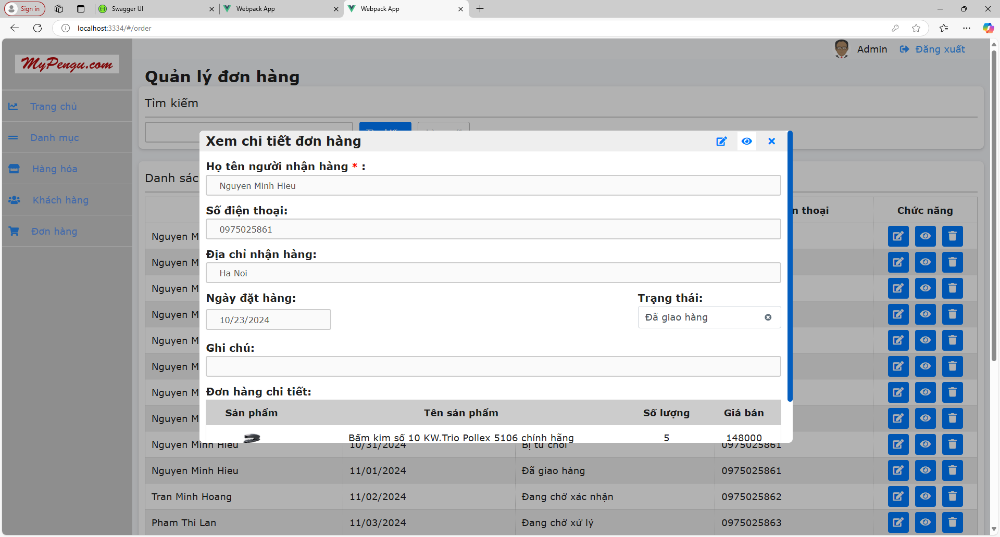 Sign in
Swagger UI
Webpack App
Webpack App
localhost:3334/#/order
MyPengu.com
Admin
Đăng xuất
Trang chủ
Danh mục
Hàng hóa
Khách hàng
Đơn hàng
Quản lý đơn hàng
Tìm kiếm
Danh sác
Xem chi tiết đơn hàng
Họ tên người nhận hàng * :
Nguyen Minh Hieu
Số điện thoại:
0975025861
Địa chỉ nhận hàng:
Ha Noi
Ngày đặt hàng:
Trạng thái:
10/23/2024
Đã giao hàng
Ghi chú:
Đơn hàng chi tiết:
Sản phẩm Tên sản phẩm Số lượng Giá bán
Bấm kim số 10 KW.Trio Pollex 5106 chính hãng 5 148000
n thoại Chức năng
Nguyen M
Nguyen M
Nguyen M
Nguyen M
Nguyen M
Nguyen M
Nguyen M
Nguyen M
Nguyen Minh Hieu 10/31/2024 Bị từ chối 0975025861
Nguyen Minh Hieu 11/01/2024 Đã giao hàng 0975025861
Tran Minh Hoang 11/02/2024 Đang chờ xác nhận 0975025862
Pham Thi Lan 11/03/2024 Đang chờ xử lý 0975025863